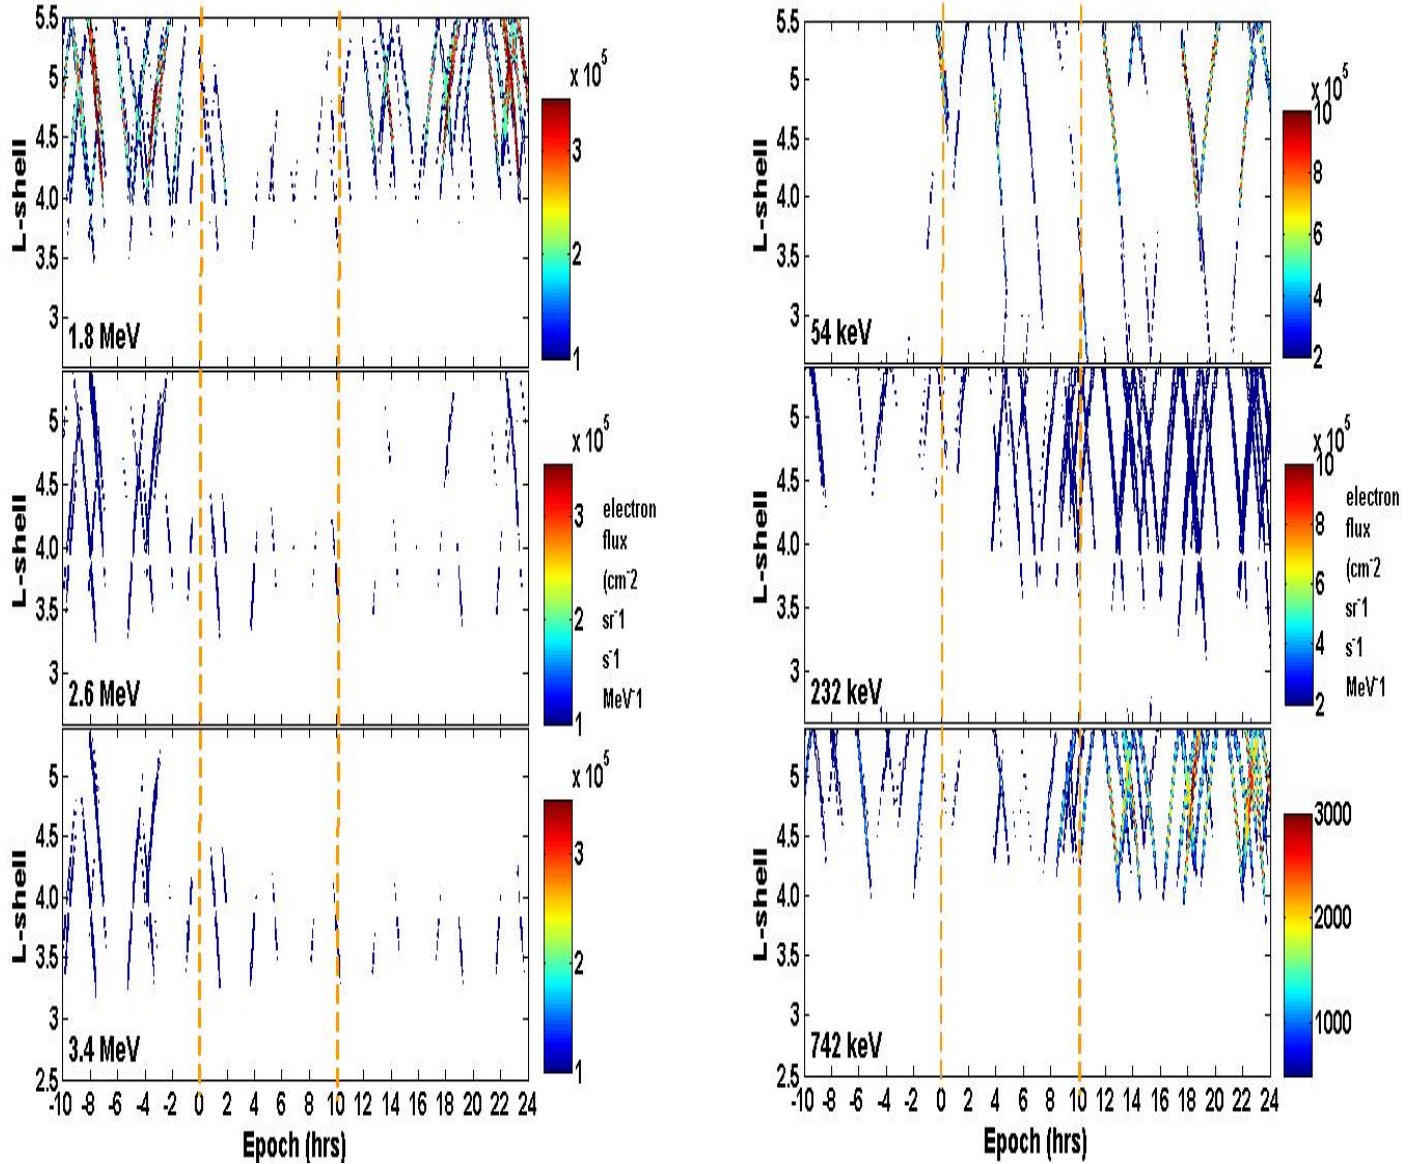 5.5
5
4.5
4.0
3.5
3
L-shell
1.8 MeV
x 10^5
3
2
1
5
4.5
4.0
3.5
3
L-shell
2.6 MeV
x 10^5
3
2
1
electron
flux
(cm^-2
sr^-1
s^-1
MeV^-1
5
4.5
4.0
3.5
3
2.5
L-shell
3.4 MeV
x 10^5
3
2
1
-10 -8 -6 -4 -2 0 2 4 6 8 10 12 14 16 18 20 22 24
Epoch (hrs)
5.5
5.0
4.5
4.0
3.5
3
L-shell
54 keV
x 10^5
10
8
6
4
2
5
4.5
4.0
3.5
3
L-shell
232 keV
x 10^5
10
8
6
4
2
electron
flux
(cm^-2
sr^-1
s^-1
MeV^-1
5
4.5
4.0
3.5
3
2.5
L-shell
742 keV
3000
2000
1000
-10 -8 -6 -4 -2 0 2 4 6 8 10 12 14 16 18 20 22 24
Epoch (hrs)